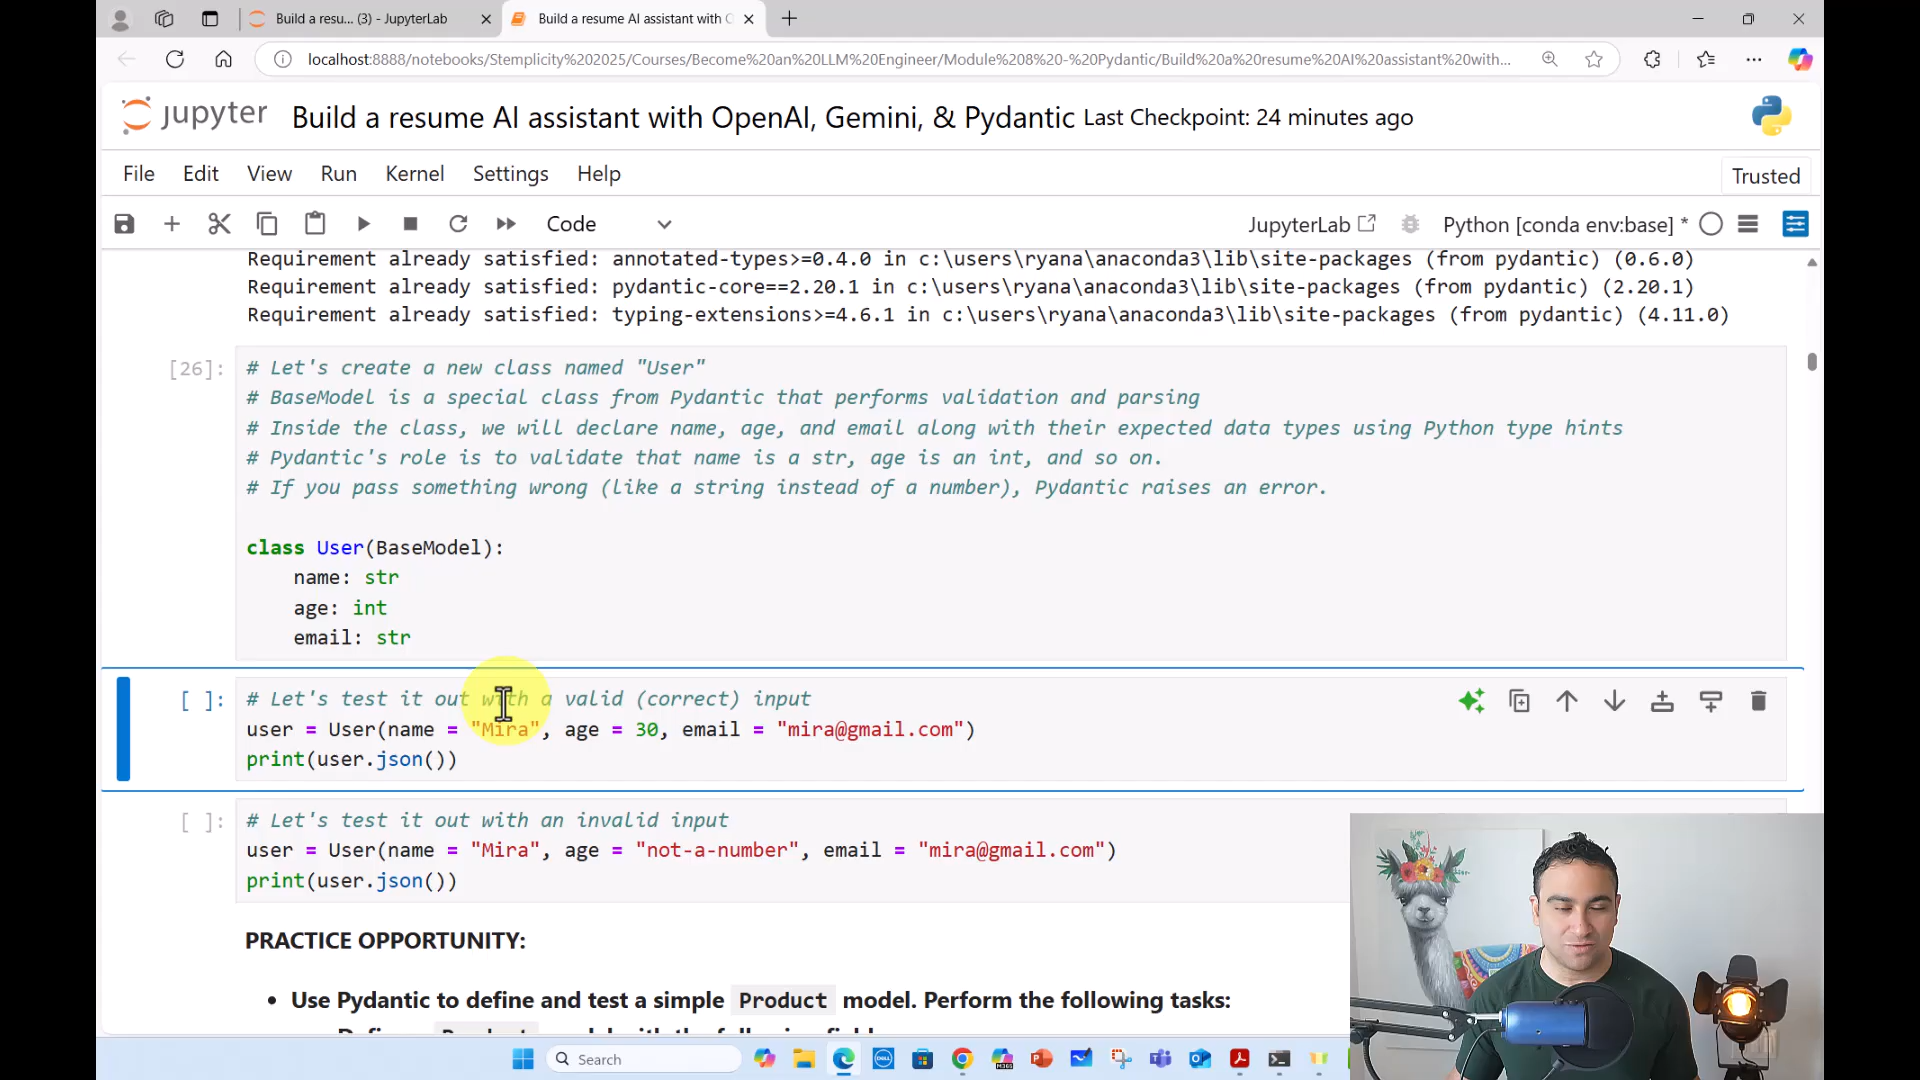 Build a resu... (3) - JupyterLab
Build a resume AI assistant with O
localhost:8888/notebooks/Stemplicity%202025/Courses/Become%20an%20LLM%20Engineer/Module%208%20-%20Pydantic/Build%20a%20resume%20AI%20assistant%20with...
jupyter Build a resume AI assistant with OpenAI, Gemini, & Pydantic Last Checkpoint: 24 minutes ago
File Edit View Run Kernel Settings Help Trusted
Code JupyterLab Python [conda env:base] *
Requirement already satisfied: annotated-types>=0.4.0 in c:\users\ryana\anaconda3\lib\site-packages (from pydantic) (0.6.0)
Requirement already satisfied: pydantic-core==2.20.1 in c:\users\ryana\anaconda3\lib\site-packages (from pydantic) (2.20.1)
Requirement already satisfied: typing-extensions>=4.6.1 in c:\users\ryana\anaconda3\lib\site-packages (from pydantic) (4.11.0)
[26]: # Let's create a new class named "User"
# BaseModel is a special class from Pydantic that performs validation and parsing
# Inside the class, we will declare name, age, and email along with their expected data types using Python type hints
# Pydantic's role is to validate that name is a str, age is an int, and so on.
# If you pass something wrong (like a string instead of a number), Pydantic raises an error.
class User(BaseModel):
name: str
age: int
email: str
[ ]: # Let's test it out with a valid (correct) input
user = User(name = "Mira", age = 30, email = "mira@gmail.com")
print(user.json())
[ ]: # Let's test it out with an invalid input
user = User(name = "Mira", age = "not-a-number", email = "mira@gmail.com")
print(user.json())
PRACTICE OPPORTUNITY:
• Use Pydantic to define and test a simple Product model. Perform the following tasks:
Search